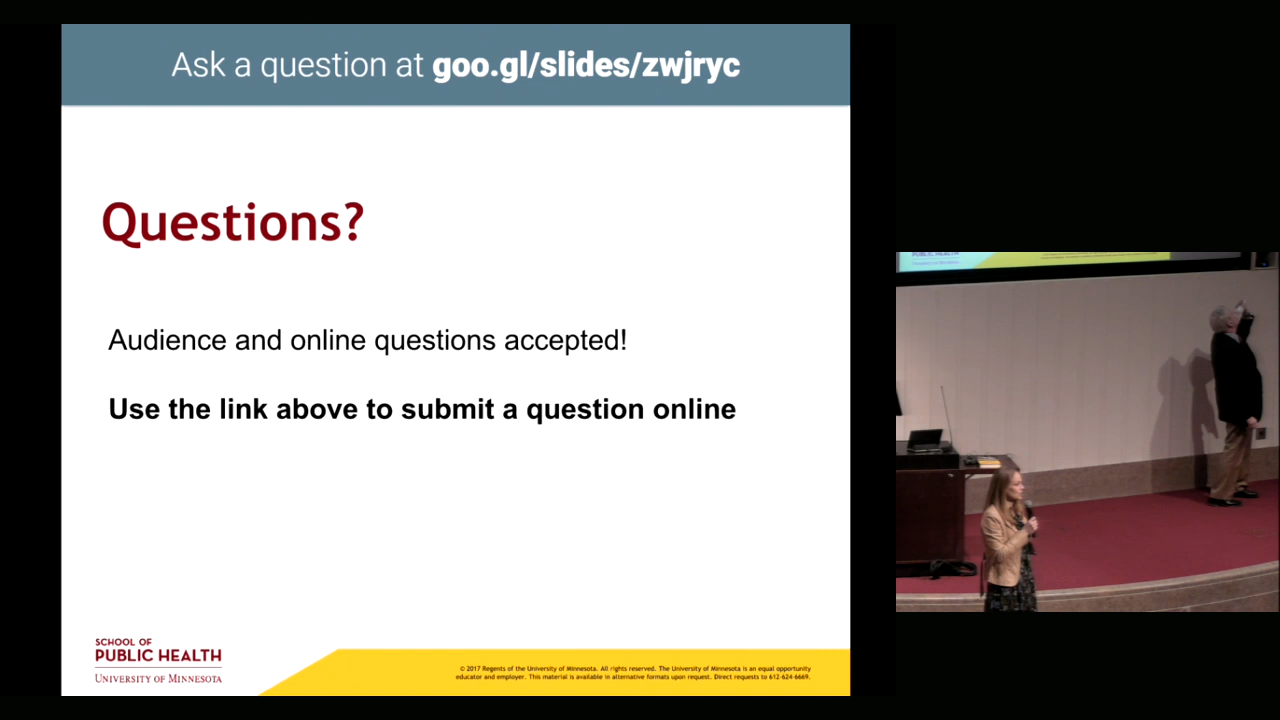 Ask a question at goo.gl/slides/zwjryc
Questions?
Audience and online questions accepted!
Use the link above to submit a question online
SCHOOL OF
PUBLIC HEALTH
UNIVERSITY OF MINNESOTA
© 2017 Regents of the University of Minnesota. All rights reserved. The University of Minnesota is an equal opportunity
educator and employer. This material is available in alternative formats upon request. Direct requests to 612-624-6669.
PUBLIC HEALTH